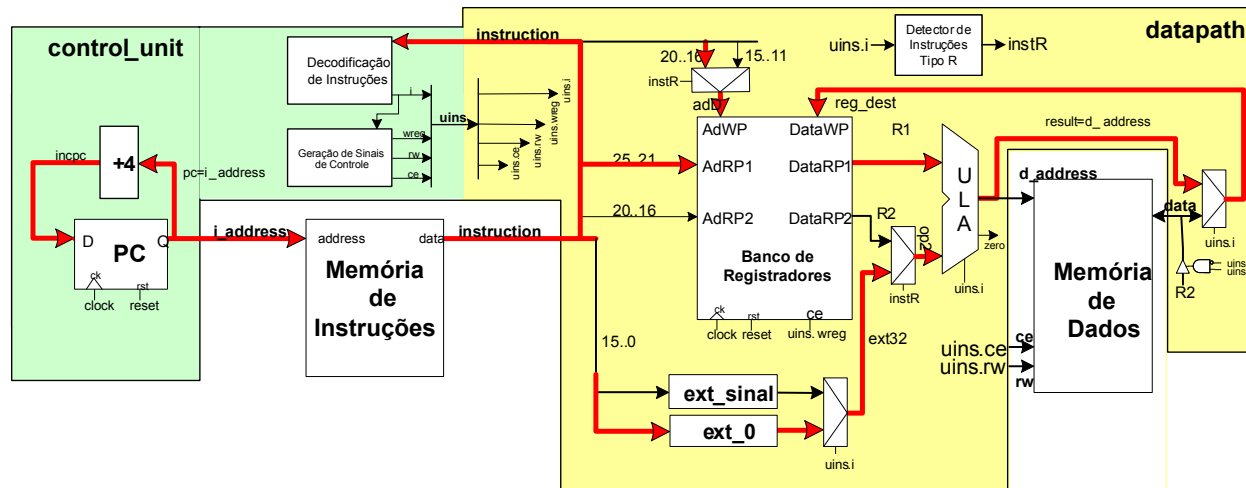 control_unit
datapath
instruction
Decodificação
de Instruções
i
uins
uins.i
uins.wreg
uins.rw
uins.ce
Geração de Sinais
de Controle
wreg
rw
ce
20..16
15..11
instR
adD
uins.i
Detector de
Instruções
Tipo R
instR
reg_dest
result=d_ address
incpc
+4
pc=i _address
D
Q
PC
ck
rst
clock
reset
i_address
address
data
Memória
de
Instruções
instruction
25..21
20..16
AdWP
DataWP
AdRP1
DataRP1
AdRP2
DataRP2
Banco de
Registradores
ck
rst
ce
clock
reset
uins. wreg
R1
R2
op2
instR
ULA
zero
uins.i
d_address
data
Memória
de
Dados
uins.i
uins
uins
R2
uins.ce
ce
uins.rw
rw
15..0
ext32
ext_sinal
ext_0
uins.i